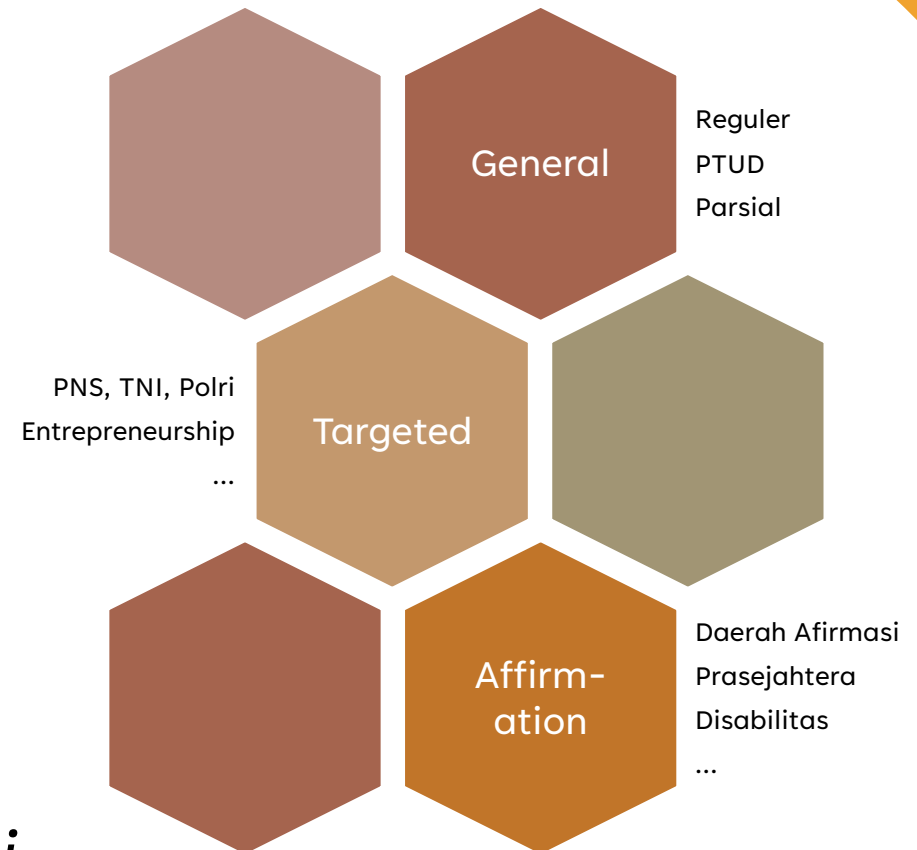 General
Reguler
PTUD
Parsial
PNS, TNI, Polri
Entrepreneurship
...
Targeted
Affirm-
ation
Daerah Afirmasi
Prasejahtera
Disabilitas
...